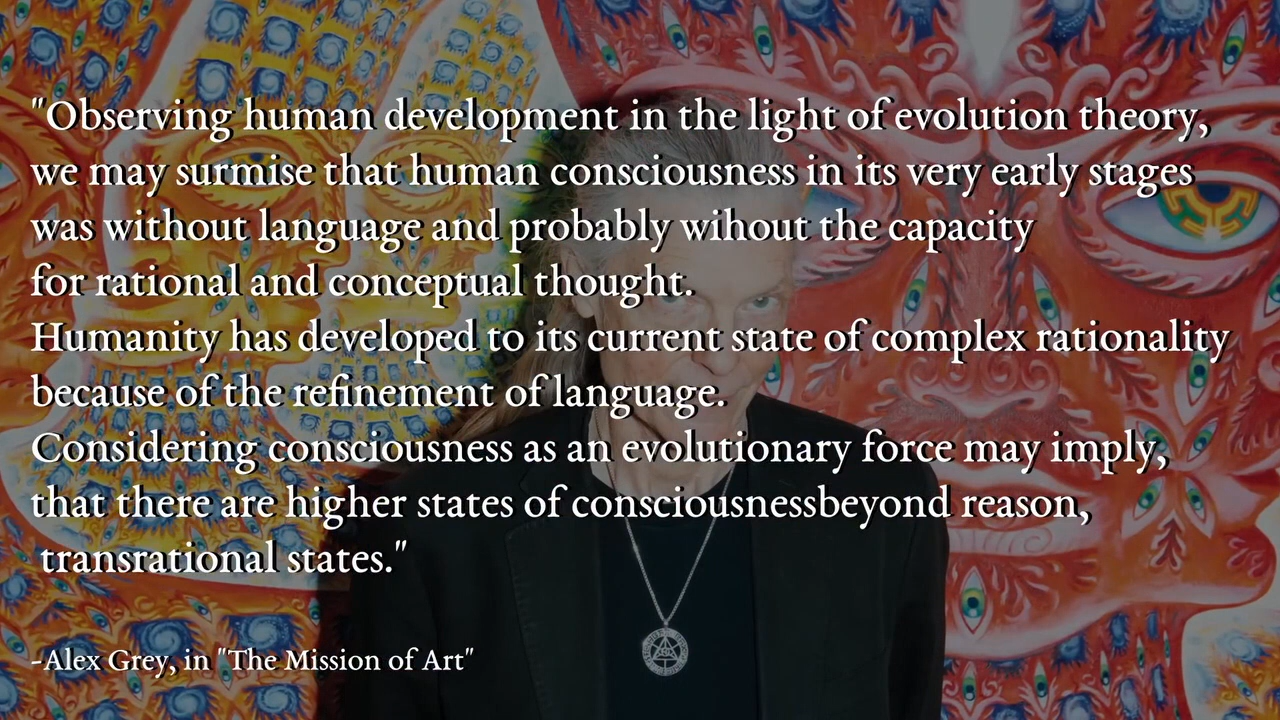 "Observing human development in the light of evolution theory,
we may surmise that human consciousness in its very early stages
was without language and probably wihout the capacity
for rational and conceptual thought.
Humanity has developed to its current state of complex rationality
because of the refinement of language.
Considering consciousness as an evolutionary force may imply,
that there are higher states of consciousnessbeyond reason,
transrational states."
-Alex Grey, in "The Mission of Art"